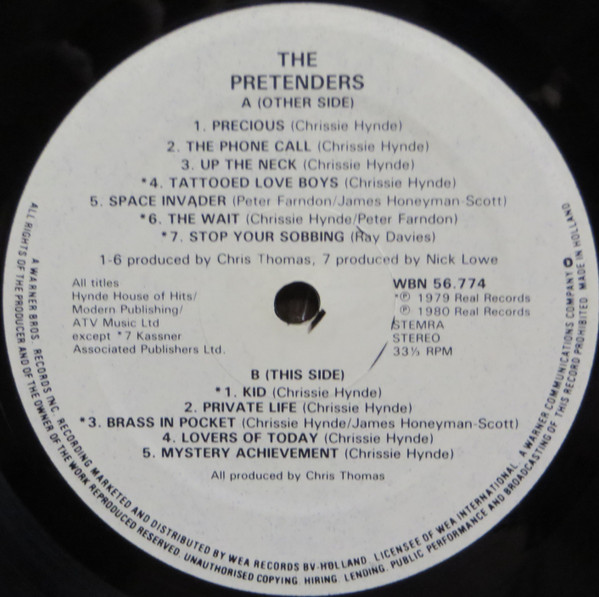 THE
PRETENDERS
A (OTHER SIDE)
1. PRECIOUS (Chrissie Hynde)
2. THE PHONE CALL (Chrissie Hynde)
3. UP THE NECK (Chrissie Hynde)
*4. TATTOOED LOVE BOYS (Chrissie Hynde)
5. SPACE INVADER (Peter Farndon/James Honeyman-Scott)
*6. THE WAIT (Chrissie Hynde/Peter Farndon)
*7. STOP YOUR SOBBING (Ray Davies)
1-6 produced by Chris Thomas, 7 produced by Nick Lowe
All titles
Hynde House of Hits/
Modern Publishing/
ATV Music Ltd
except *7 Kassner
Associated Publishers Ltd.
WBN 56.774
*℗ 1979 Real Records
℗ 1980 Real Records
STEMRA
STEREO
33⅓ RPM
B (THIS SIDE)
*1. KID (Chrissie Hynde)
2. PRIVATE LIFE (Chrissie Hynde)
*3. BRASS IN POCKET (Chrissie Hynde/James Honeyman-Scott)
4. LOVERS OF TODAY (Chrissie Hynde)
5. MYSTERY ACHIEVEMENT (Chrissie Hynde)
All produced by Chris Thomas
A WARNER BROS. RECORDS INC. RECORDING MARKETED AND DISTRIBUTED BY WEA RECORDS BV-HOLLAND. LICENSEE OF WEA INTERNATIONAL. A WARNER COMMUNICATIONS COMPANY
ALL RIGHTS OF THE PRODUCER AND OF THE OWNER OF THE WORK REPRODUCED RESERVED. UNAUTHORISED COPYING. HIRING. LENDING. PUBLIC PERFORMANCE AND BROADCASTING OF THIS RECORD PROHIBITED. MADE IN HOLLAND